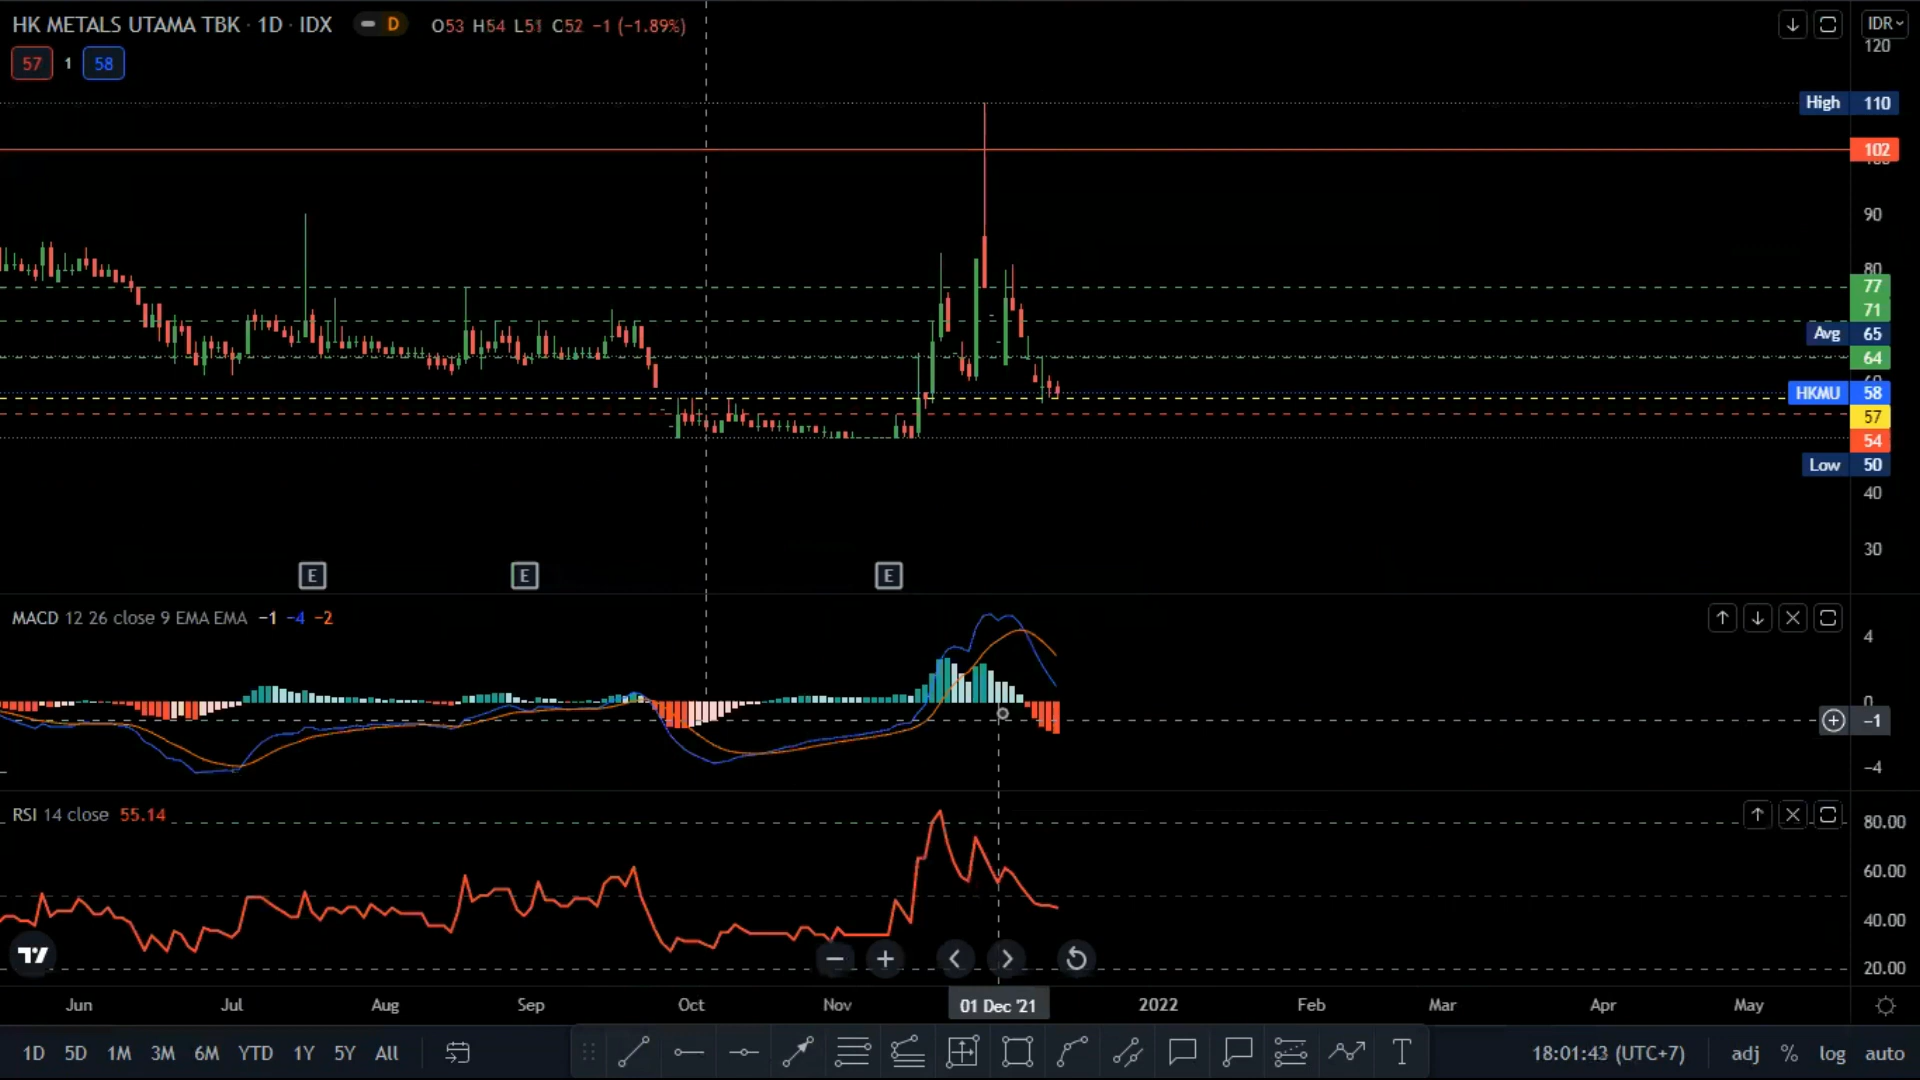 HK METALS UTAMA TBK · 1D · IDX D O53 H54 L51 C52 −1 (−1.89%)
57 1 58
IDR
120
High 110
102
90
80
77
71
Avg 65
64
HKMU 58
57
54
Low 50
40
30
E E E
MACD 12 26 close 9 EMA EMA −1 −4 −2
4
0
−1
−4
RSI 14 close 55.14
80.00
60.00
40.00
20.00
Jun Jul Aug Sep Oct Nov 01 Dec '21 2022 Feb Mar Apr May
1D 5D 1M 3M 6M YTD 1Y 5Y All T 18:01:43 (UTC+7) adj % log auto